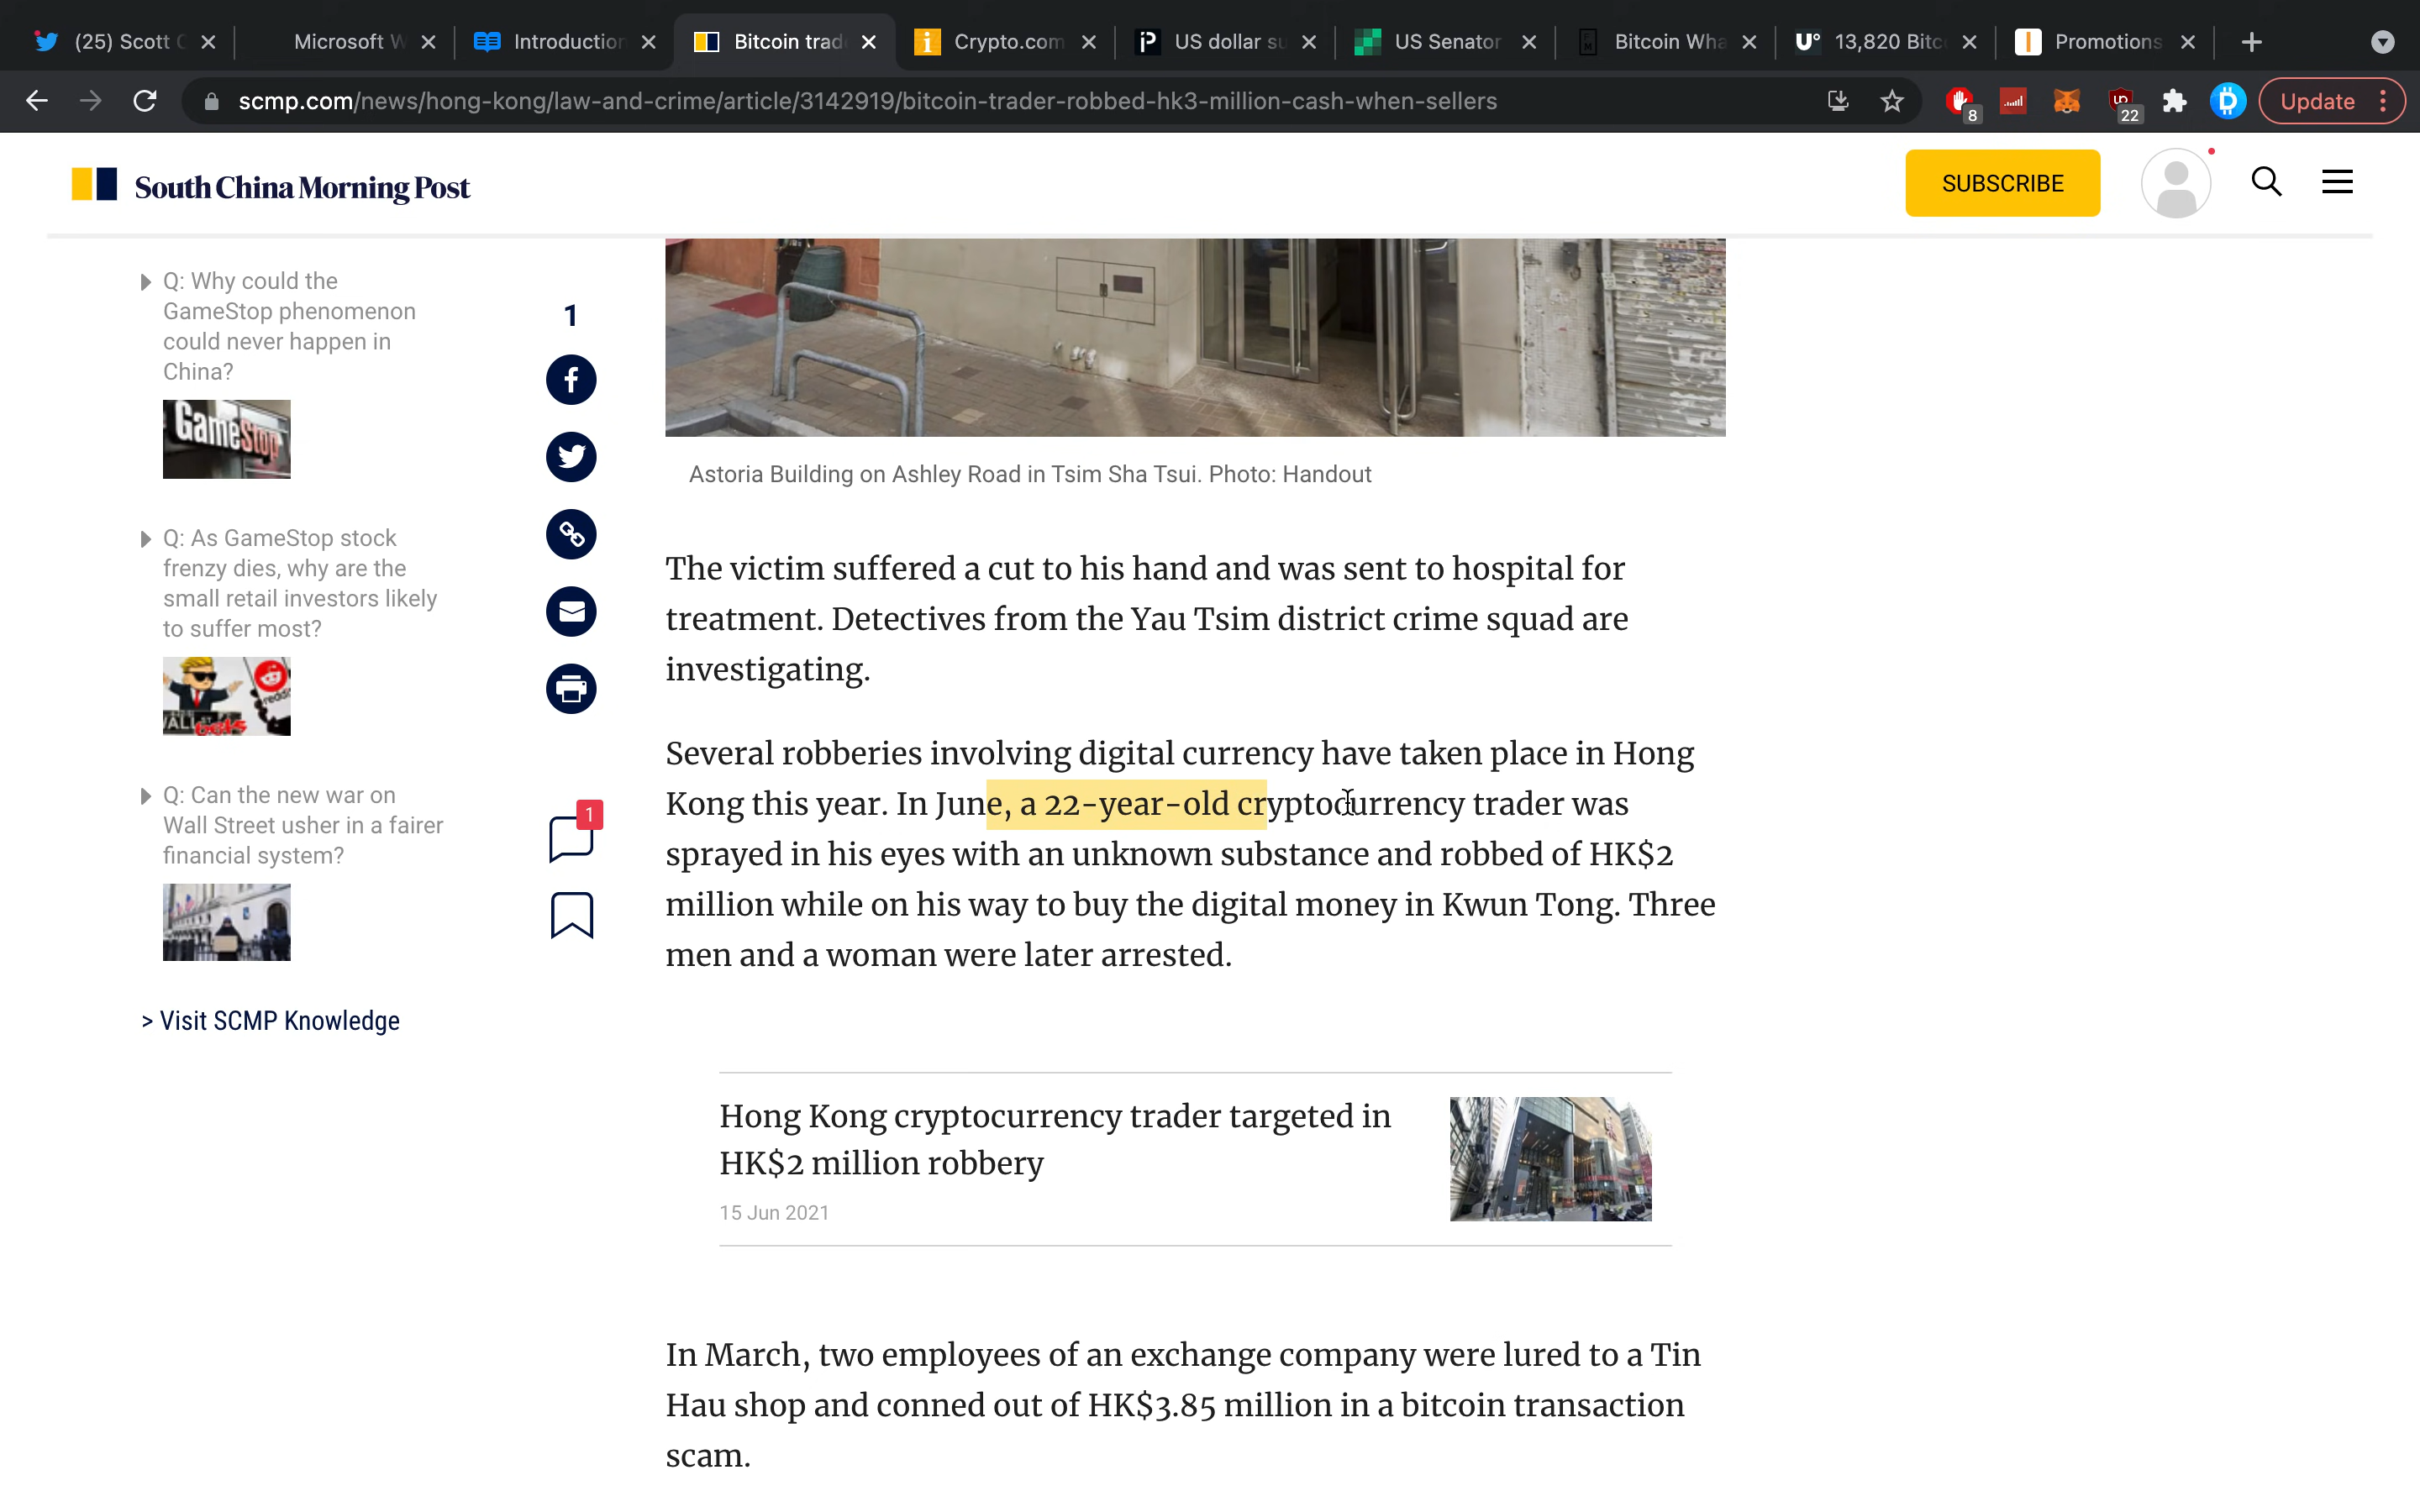 (25) Scott C
Microsoft W
Introduction
Bitcoin trad
Crypto.com
US dollar su
US Senator
Bitcoin Wha
13,820 Bitc
Promotions
scmp.com/news/hong-kong/law-and-crime/article/3142919/bitcoin-trader-robbed-hk3-million-cash-when-sellers
8
22
Update
South China Morning Post
SUBSCRIBE
Q: Why could the
GameStop phenomenon
could never happen in
China?
GameStop
Q: As GameStop stock
frenzy dies, why are the
small retail investors likely
to suffer most?
Q: Can the new war on
Wall Street usher in a fairer
financial system?
> Visit SCMP Knowledge
1
1
Astoria Building on Ashley Road in Tsim Sha Tsui. Photo: Handout
The victim suffered a cut to his hand and was sent to hospital for
treatment. Detectives from the Yau Tsim district crime squad are
investigating.
Several robberies involving digital currency have taken place in Hong
Kong this year. In June, a 22-year-old cryptocurrency trader was
sprayed in his eyes with an unknown substance and robbed of HK$2
million while on his way to buy the digital money in Kwun Tong. Three
men and a woman were later arrested.
Hong Kong cryptocurrency trader targeted in
HK$2 million robbery
15 Jun 2021
In March, two employees of an exchange company were lured to a Tin
Hau shop and conned out of HK$3.85 million in a bitcoin transaction
scam.